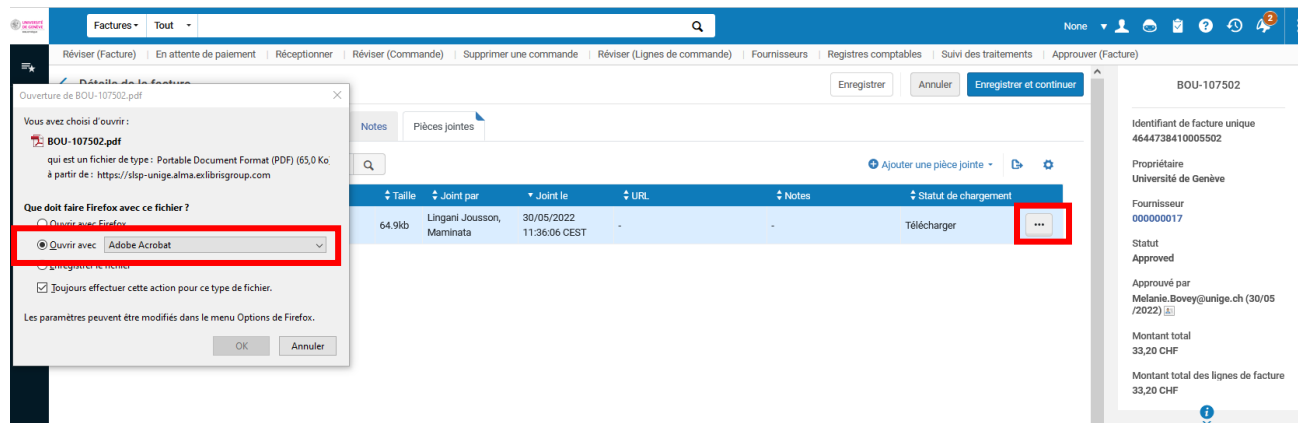 UNIVERSITÉ DE GENÈVE
Factures Tout
None
2
Réviser (Facture) En attente de paiement Réceptionner Réviser (Commande) Supprimer une commande Réviser (Lignes de commande) Fournisseurs Registres comptables Suivi des traitements Approuver (Facture)
Détails de la facture
Enregistrer Annuler Enregistrer et continuer
Notes Pièces jointes
Ajouter une pièce jointe
Taille Joint par Joint le URL Notes Statut de chargement
64.9kb Lingani Jousson, 30/05/2022 - - Télécharger ...
Maminata 11:36:06 CEST
Ouverture de BOU-107502.pdf
Vous avez choisi d'ouvrir :
BOU-107502.pdf
qui est un fichier de type : Portable Document Format (PDF) (65,0 Ko)
à partir de : https://slsp-unige.alma.exlibrisgroup.com
Que doit faire Firefox avec ce fichier ?
Ouvrir avec Firefox
Ouvrir avec Adobe Acrobat
Enregistrer le fichier
Toujours effectuer cette action pour ce type de fichier.
Les paramètres peuvent être modifiés dans le menu Options de Firefox.
OK Annuler
BOU-107502
Identifiant de facture unique
4644738410005502
Propriétaire
Université de Genève
Fournisseur
000000017
Statut
Approved
Approuvé par
Melanie.Bovey@unige.ch (30/05
/2022)
Montant total
33,20 CHF
Montant total des lignes de facture
33,20 CHF